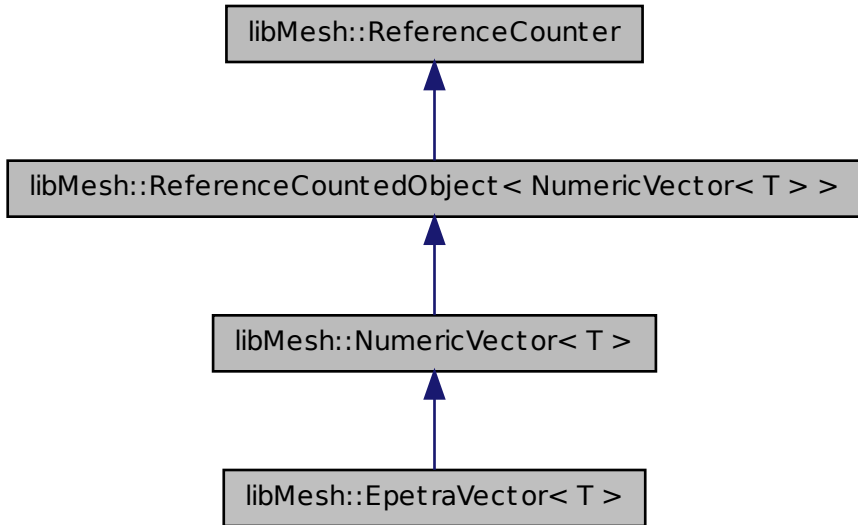 libMesh::ReferenceCounter
libMesh::ReferenceCountedObject< NumericVector< T > >
libMesh::NumericVector< T >
libMesh::EpetraVector< T >